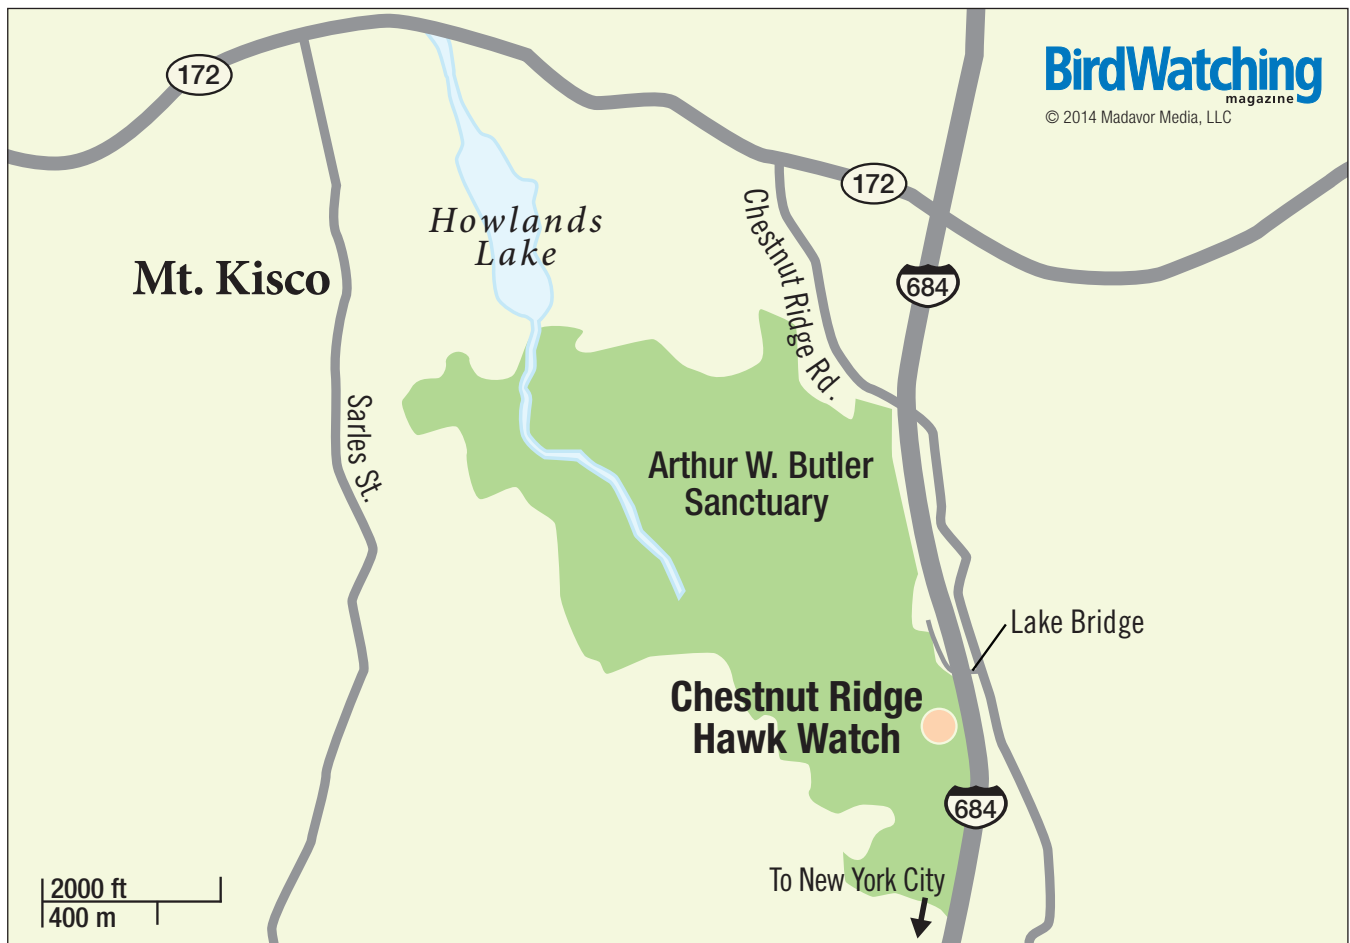 172
BirdWatching
magazine
© 2014 Madavor Media, LLC
172
Chestnut Ridge Rd.
Howlands
Lake
Mt. Kisco
684
Sarles St.
Arthur W. Butler
Sanctuary
Lake Bridge
Chestnut Ridge
Hawk Watch
684
To New York City
2000 ft
400 m